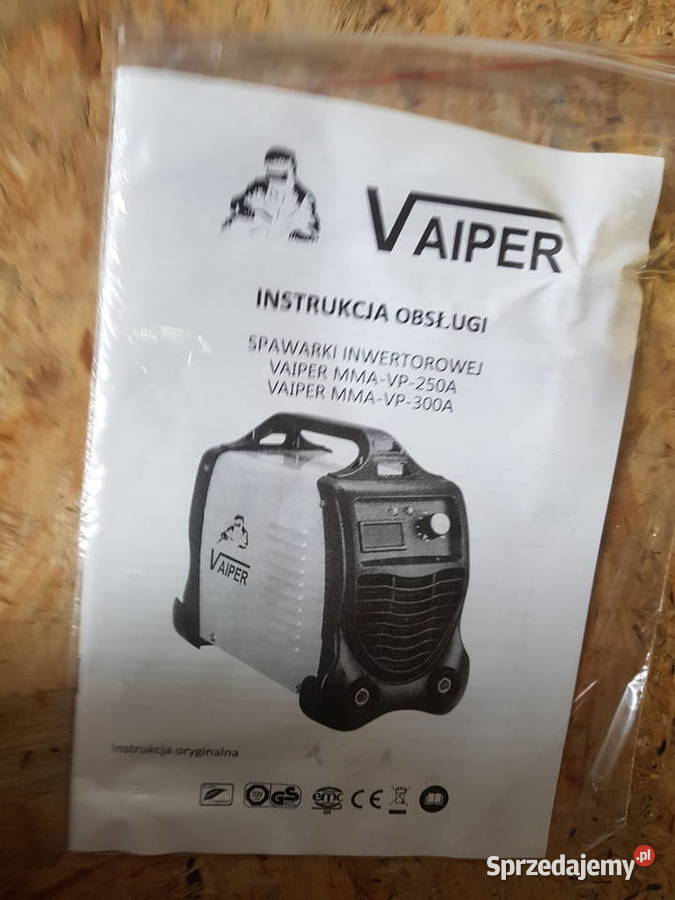 VAIPER
INSTRUKCJA OBSŁUGI
SPAWARKI INWERTOROWEJ
VAIPER MMA-VP-250A
VAIPER MMA-VP-300A
VAIPER
instrukcja oryginalna
TÜV GS emc CE
Sprzedajemy.pl